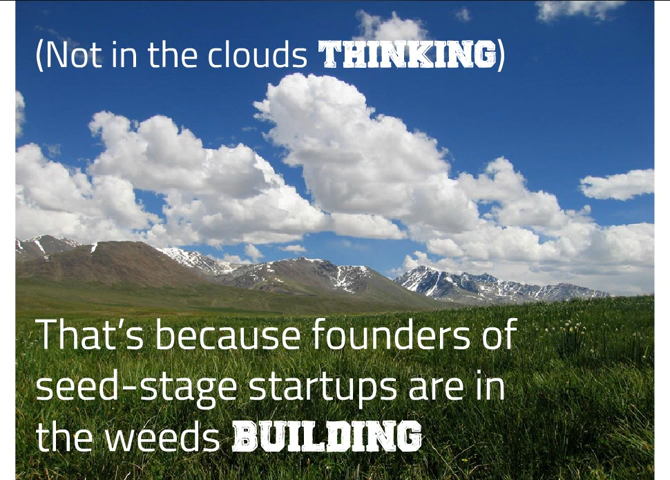 (Not in the clouds THINKING)
That's because founders of
seed-stage startups are in
the weeds BUILDING